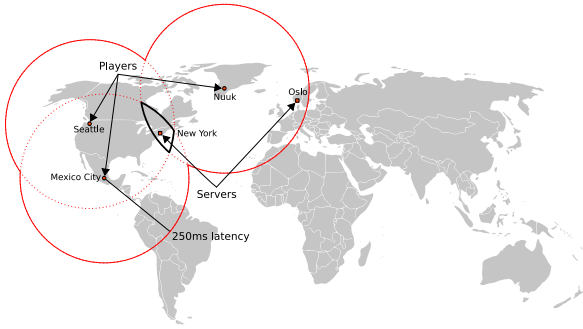 Players
Nuuk
Oslo
Seattle
New York
Mexico City
Servers
250ms latency